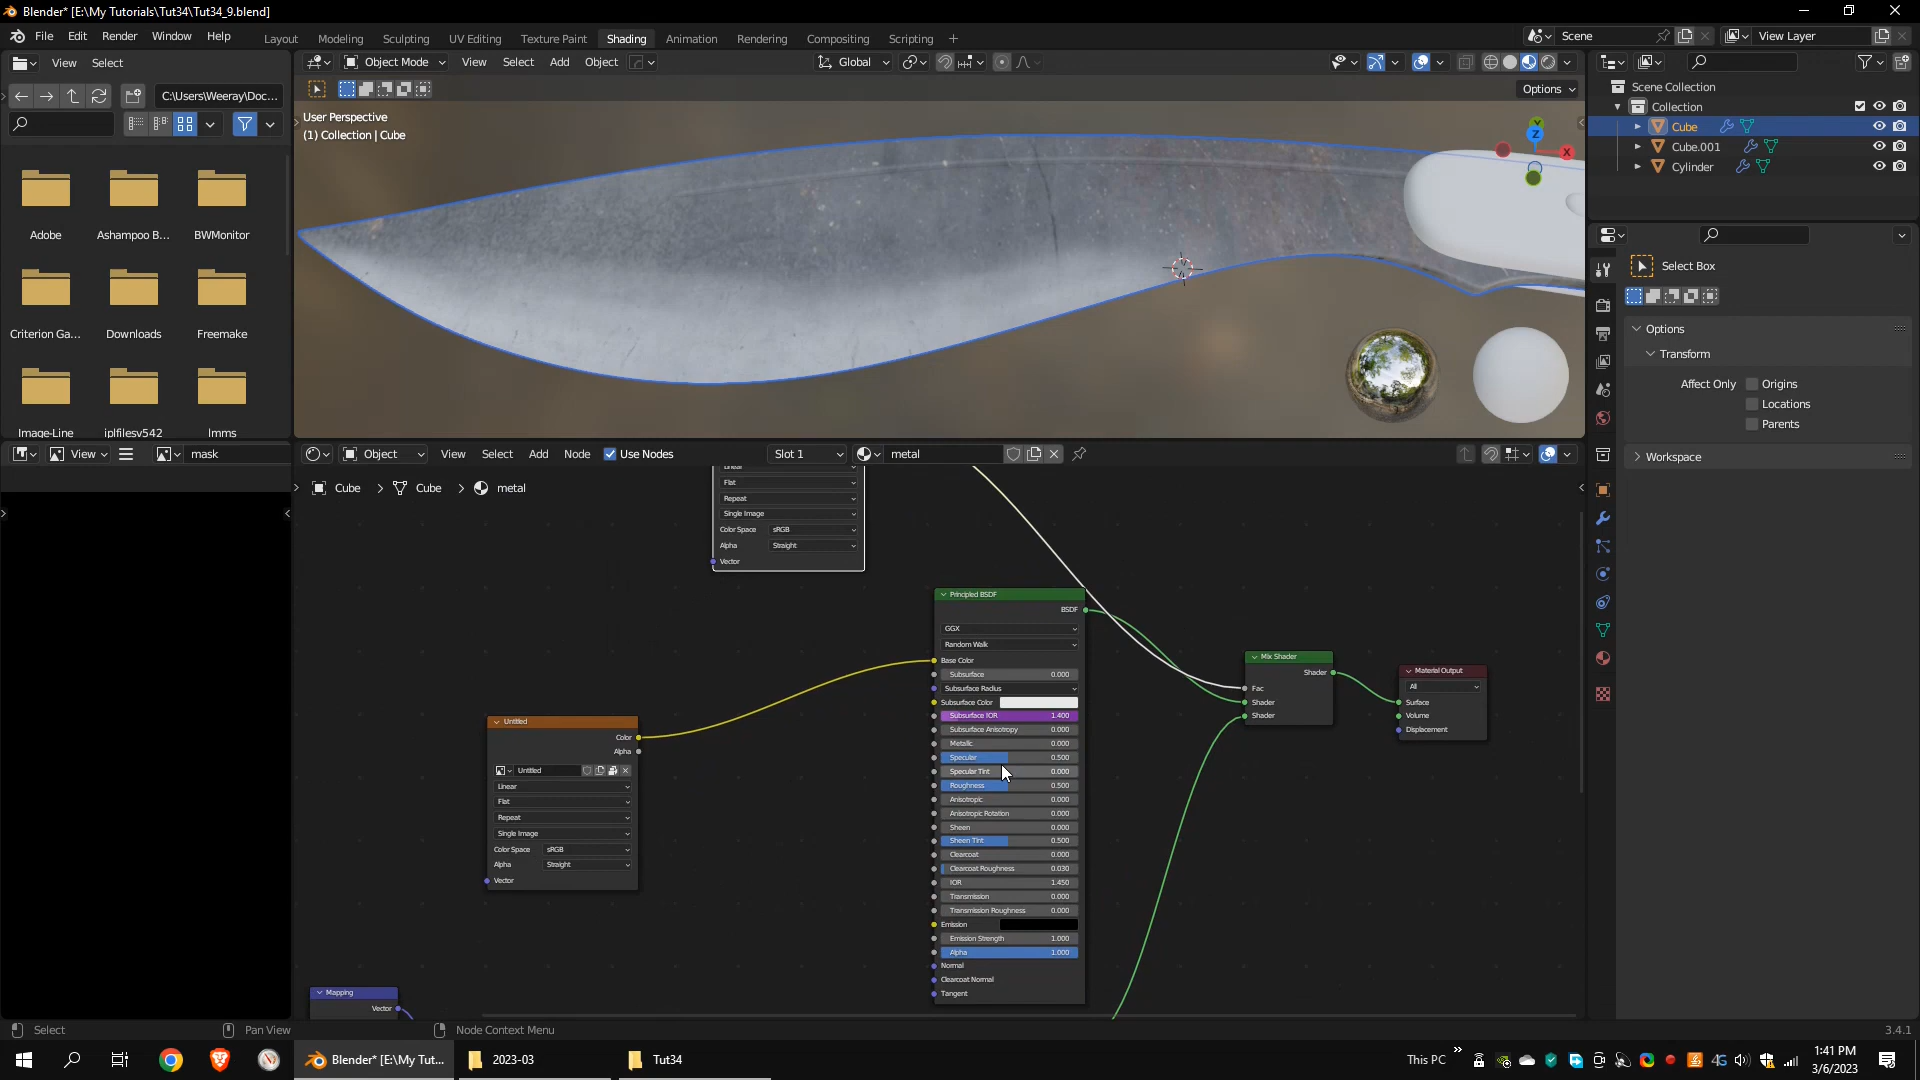 Blender* [E:\My Tutorials\Tut34\Tut34_9.blend]
File Edit Render Window Help Layout Modeling Sculpting UV Editing Texture Paint Shading Animation Rendering Compositing Scripting Scene View Layer
View Select
Object Mode View Select Add Object Global
C:\Users\Weeray\Doc...
Options
User Perspective
(1) Collection | Cube
Scene Collection
Collection
Cube
Cube.001
Cylinder
Z
X
Adobe Ashampoo B... BWMonitor
Criterion Ga... Downloads Freemake
Image-Line iplfilesv542 lmms
Select Box
Options
Transform
Affect Only Origins
Locations
Parents
Workspace
View mask
Object View Select Add Node Use Nodes Slot 1 metal
Cube Cube metal
Linear
Flat
Repeat
Single Image
Color Space sRGB
Alpha Straight
Vector
Untitled
Color
Alpha
Untitled
Linear
Flat
Repeat
Single Image
Color Space sRGB
Alpha Straight
Vector
Mapping
Vector
Principled BSDF
BSDF
GGX
Random Walk
Base Color
Subsurface 0.000
Subsurface Radius
Subsurface Color
Subsurface IOR 1.400
Subsurface Anisotropy 0.000
Metallic 0.000
Specular 0.500
Specular Tint 0.000
Roughness 0.500
Anisotropic 0.000
Anisotropic Rotation 0.000
Sheen 0.000
Sheen Tint 0.500
Clearcoat 0.000
Clearcoat Roughness 0.030
IOR 1.450
Transmission 0.000
Transmission Roughness 0.000
Emission
Emission Strength 1.000
Alpha 1.000
Normal
Clearcoat Normal
Tangent
Mix Shader
Shader
Fac
Shader
Shader
Material Output
All
Surface
Volume
Displacement
Select Pan View Node Context Menu 3.4.1
Blender* [E:\My Tut... 2023-03 Tut34 This PC 4G 1:41 PM
3/6/2023